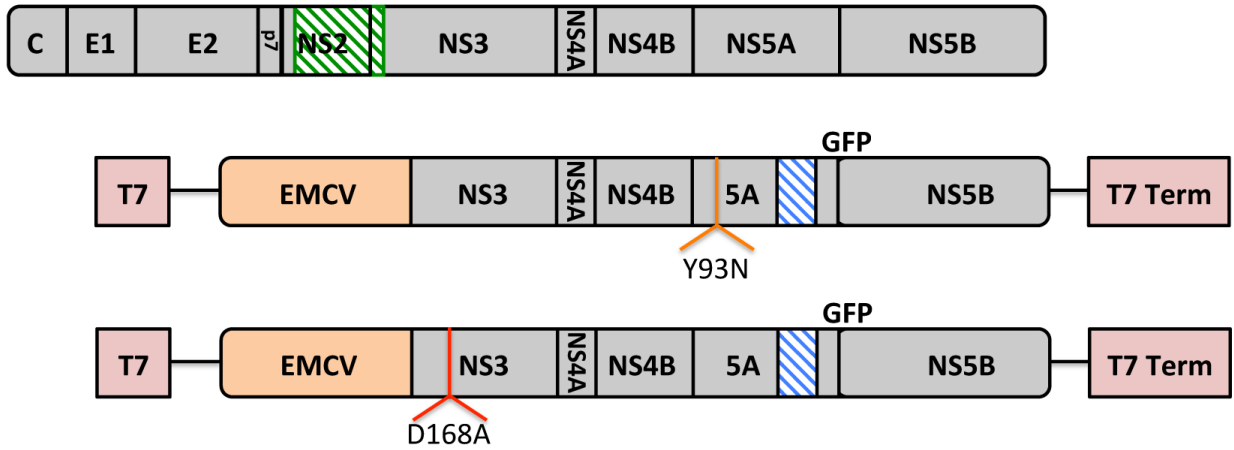 C E1 E2 p7 NS2 NS3 NS4A NS4B NS5A NS5B
GFP
T7 EMCV NS3 NS4A NS4B 5A NS5B T7 Term
Y93N
GFP
T7 EMCV NS3 NS4A NS4B 5A NS5B T7 Term
D168A